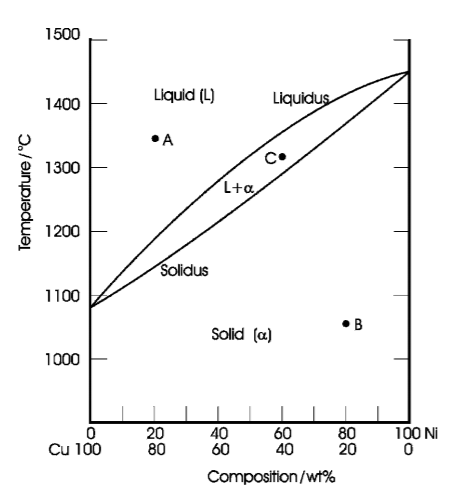 1500
Liquid (L)
Liquidus
1400
A
C
1300
L+α
1200
Solidus
1100
B
Solid (α)
1000
Temperature/°C
0 20 40 60 80 100 Ni
Cu 100 80 60 40 20 0
Composition/wt%